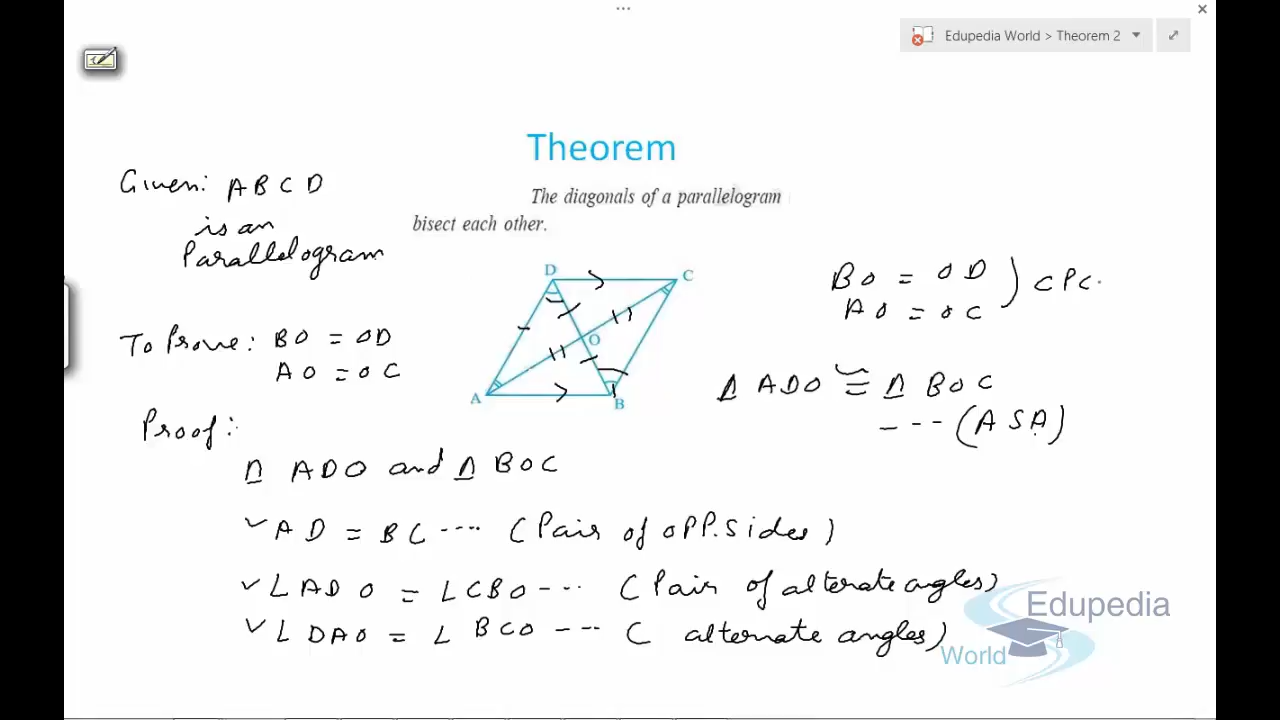 Edupedia World > Theorem 2
Theorem
The diagonals of a parallelogram
bisect each other.
Given: ABCD
is an
Parallelogram
To Prove: BO = OD
AO = OC
Proof:
Δ ADO and Δ BOC
✓ AD = BC ---- (Pair of opp. sides)
✓ ∠ADO = ∠CBO --- (Pair of alternate angles)
✓ ∠DAO = ∠BCO --- ( alternate angles)
D
C
O
A
B
BO = OD
AO = OC
) CPC.
Δ ADO ≅ Δ BOC
--- (ASA)
Edupedia
World